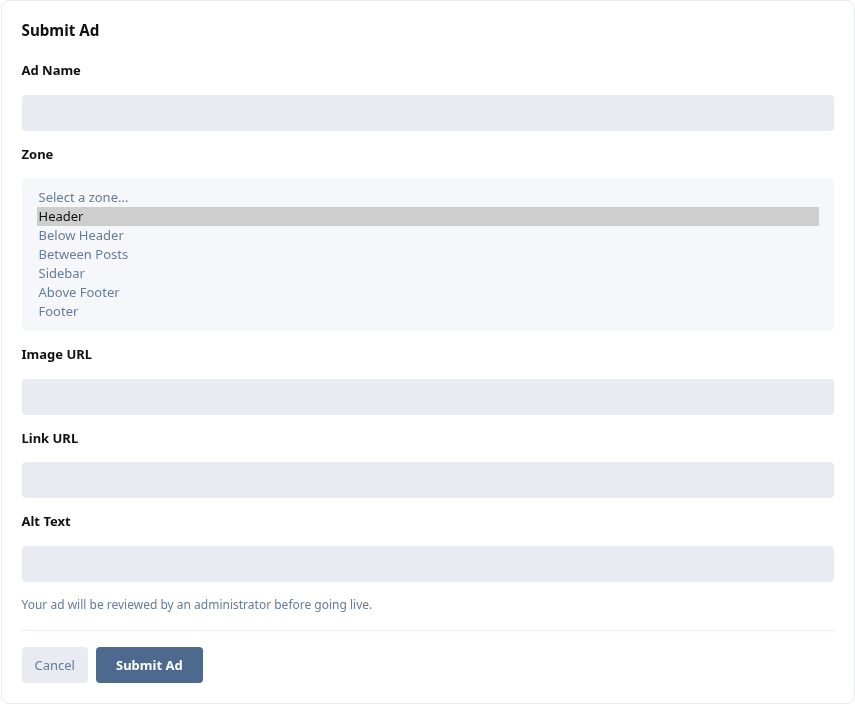 Submit Ad
Ad Name
Zone
Select a zone...
Header
Below Header
Between Posts
Sidebar
Above Footer
Footer
Image URL
Link URL
Alt Text
Your ad will be reviewed by an administrator before going live.
Cancel
Submit Ad